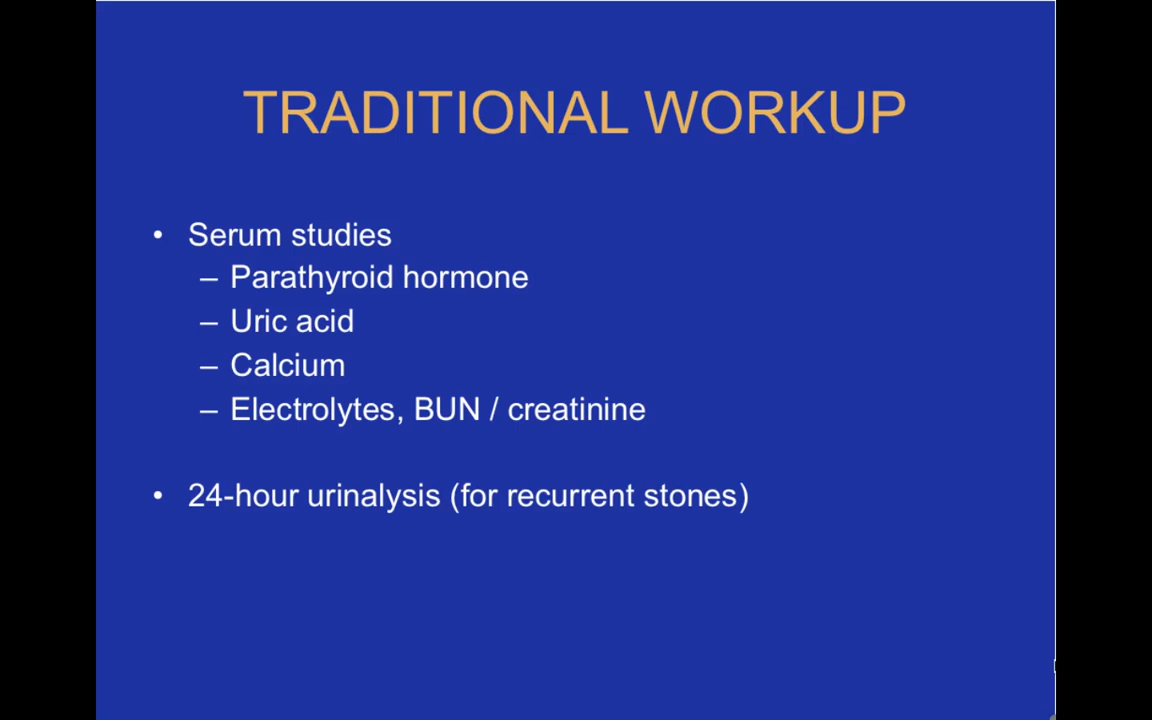 TRADITIONAL WORKUP
• Serum studies
– Parathyroid hormone
– Uric acid
– Calcium
– Electrolytes, BUN / creatinine
• 24-hour urinalysis (for recurrent stones)